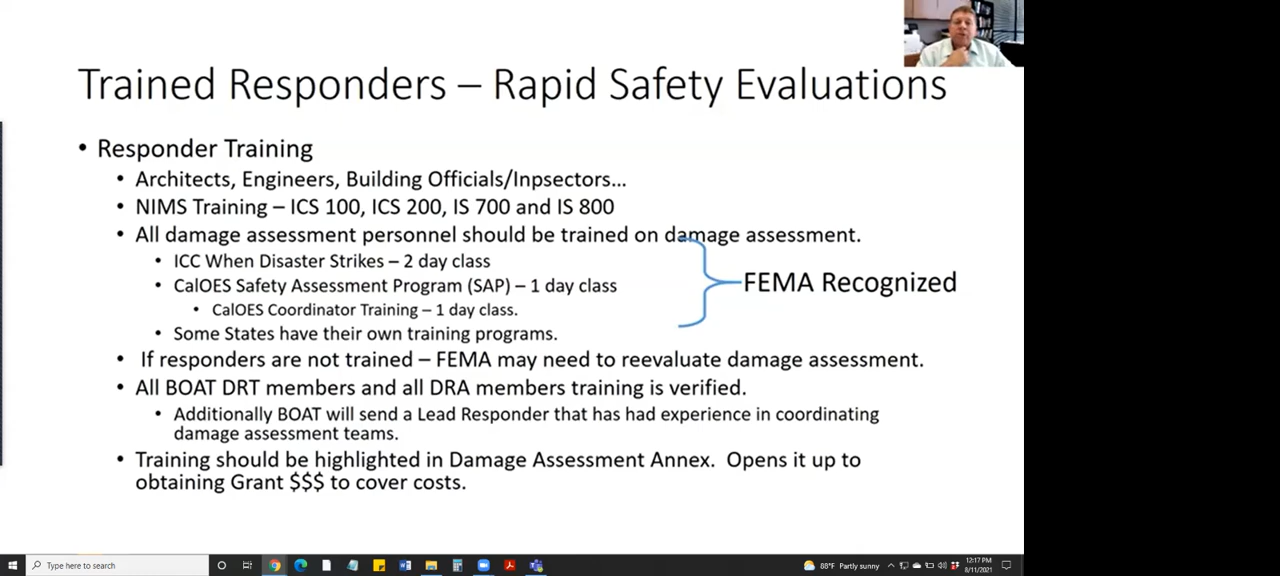 Trained Responders – Rapid Safety Evaluations
• Responder Training
• Architects, Engineers, Building Officials/Inpsectors...
• NIMS Training – ICS 100, ICS 200, IS 700 and IS 800
• All damage assessment personnel should be trained on damage assessment.
• ICC When Disaster Strikes – 2 day class
• CalOES Safety Assessment Program (SAP) – 1 day class
• CalOES Coordinator Training – 1 day class.
• Some States have their own training programs.
FEMA Recognized
• If responders are not trained – FEMA may need to reevaluate damage assessment.
• All BOAT DRT members and all DRA members training is verified.
• Additionally BOAT will send a Lead Responder that has had experience in coordinating
damage assessment teams.
• Training should be highlighted in Damage Assessment Annex. Opens it up to
obtaining Grant $$$ to cover costs.
Type here to search
88°F Partly sunny
12:17 PM
8/11/2021